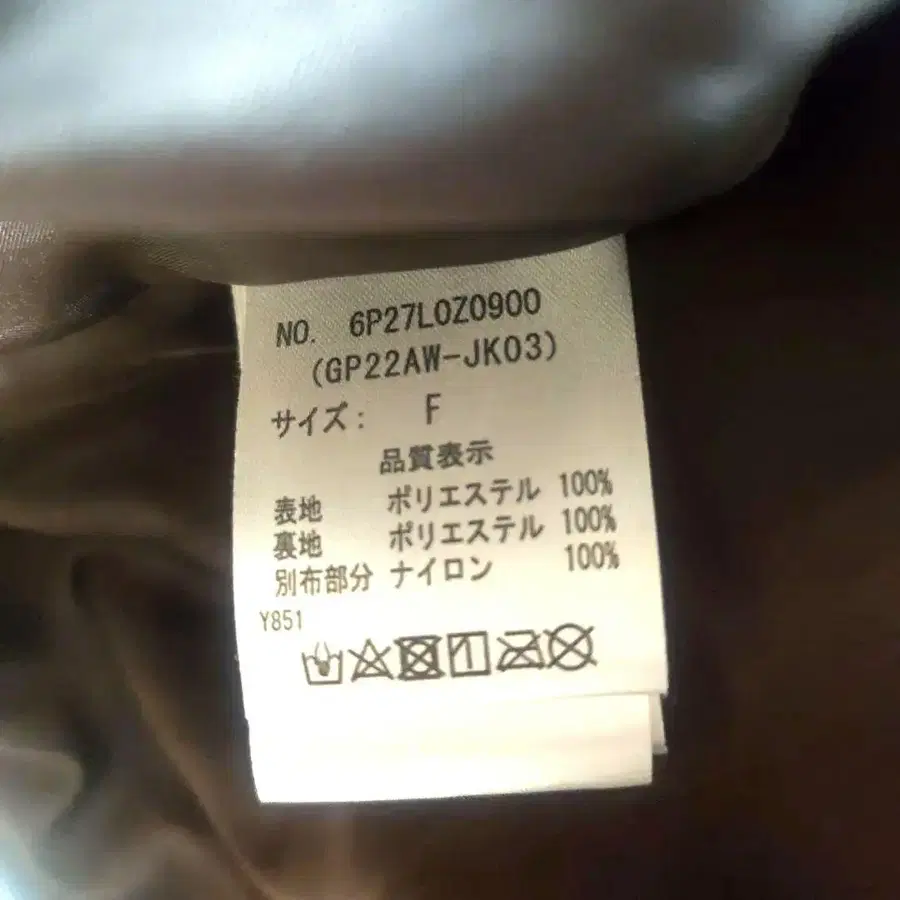 NO. 6P27L0Z0900
(GP22AW-JK03)
サイズ: F
品質表示
表地 ポリエステル 100%
裏地 ポリエステル 100%
別布部分 ナイロン 100%
Y851